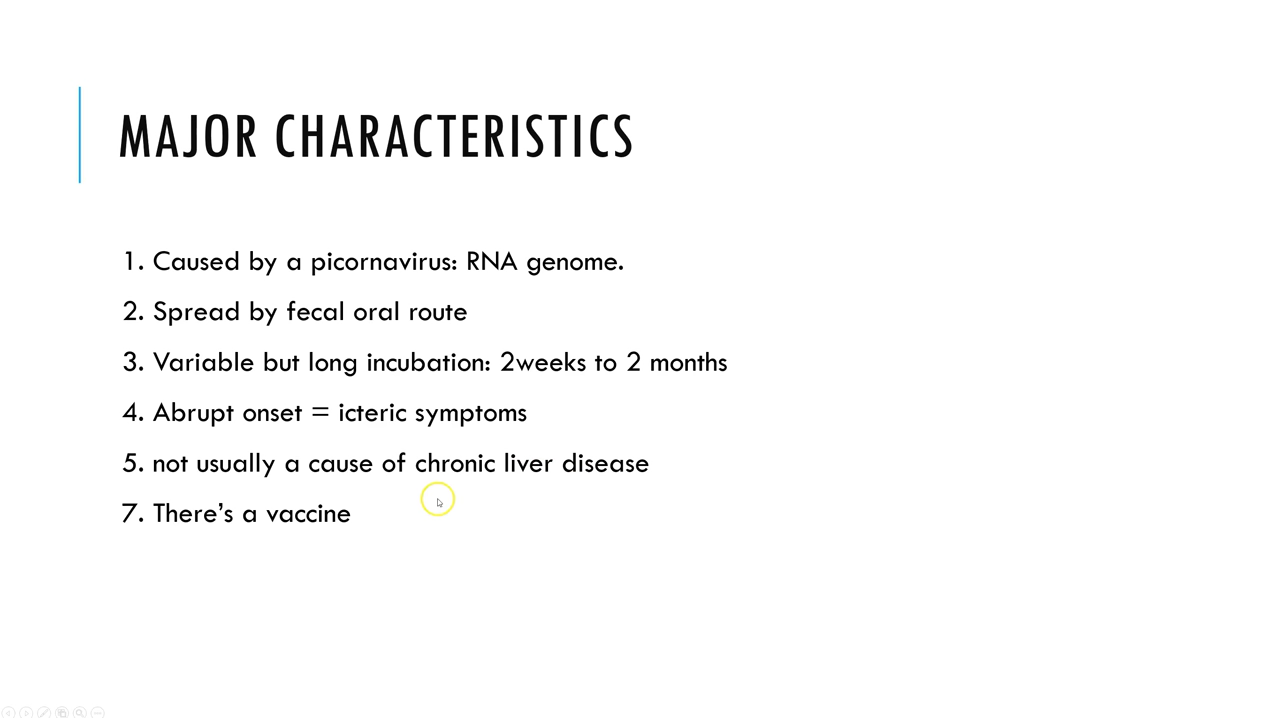 MAJOR CHARACTERISTICS
1. Caused by a picornavirus: RNA genome.
2. Spread by fecal oral route
3. Variable but long incubation: 2weeks to 2 months
4. Abrupt onset = icteric symptoms
5. not usually a cause of chronic liver disease
7. There’s a vaccine